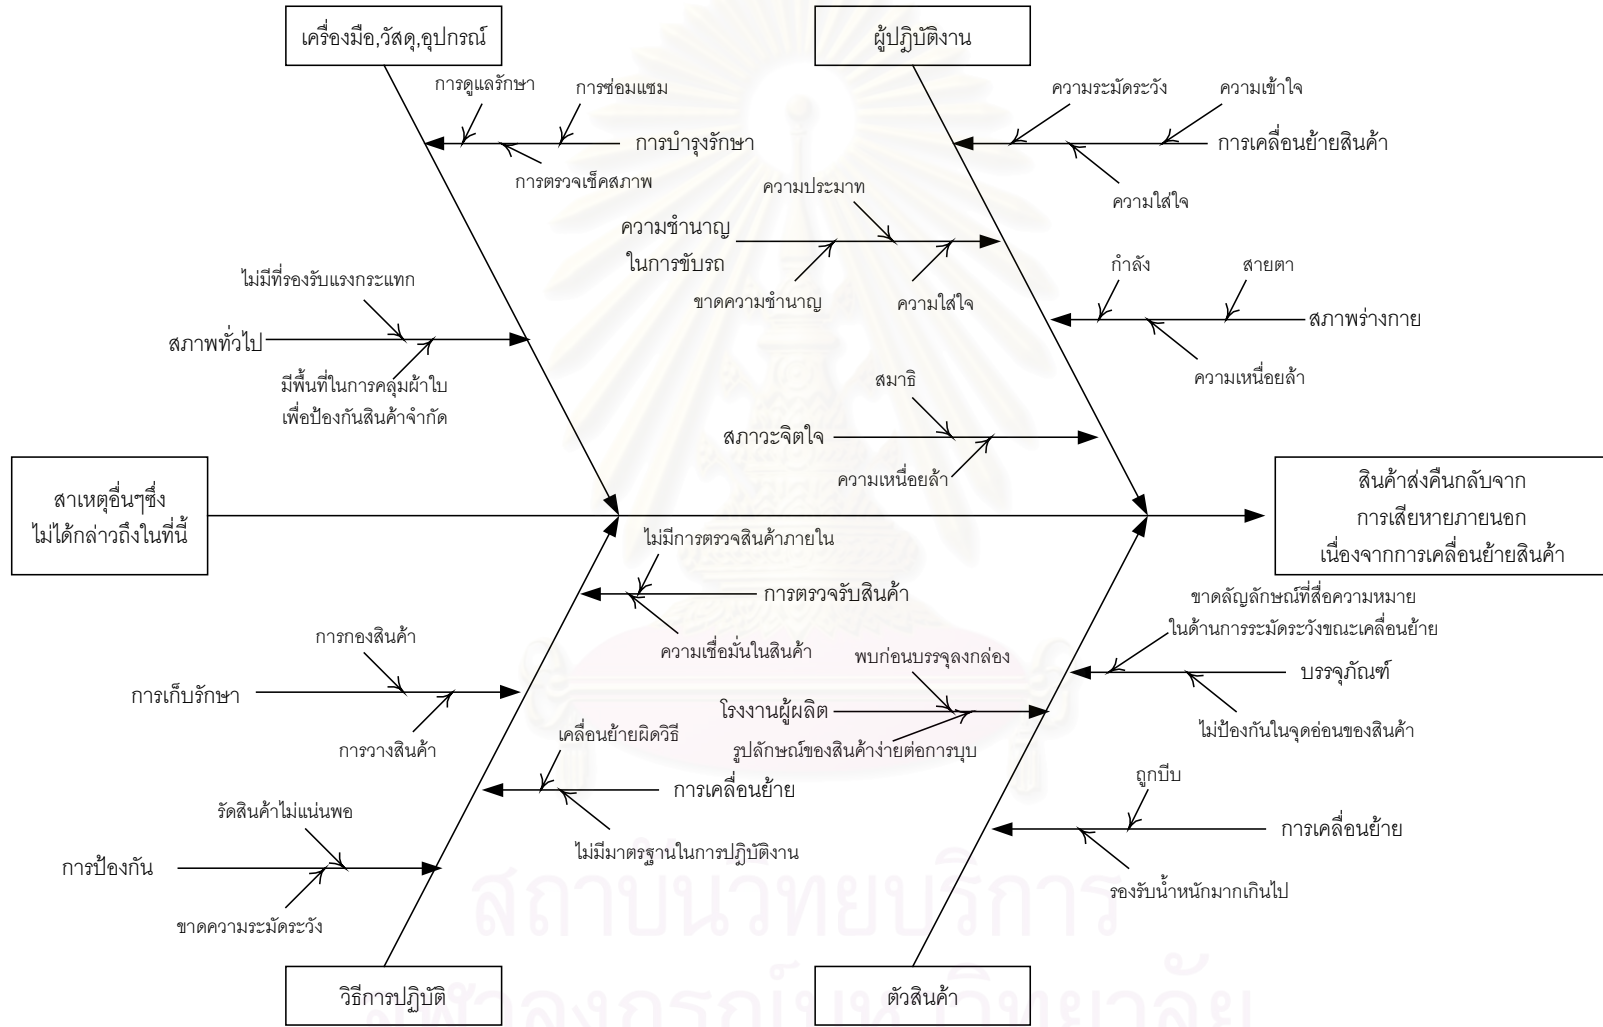 เครื่องมือ,วัสดุ,อุปกรณ์
ผู้ปฎิบัติงาน
การดูแลรักษา
การซ่อมแซม
การบำรุงรักษา
การตรวจเช็คสภาพ
ความระมัดระวัง
ความเข้าใจ
การเคลื่อนย้ายสินค้า
ความใส่ใจ
ความประมาท
ความชำนาญ
ในการขับรถ
ขาดความชำนาญ
ความใส่ใจ
ไม่มีที่รองรับแรงกระแทก
สภาพทั่วไป
มีพื้นที่ในการคลุมผ้าใบ
เพื่อป้องกันสินค้าจำกัด
กำลัง
สายตา
สภาพร่างกาย
ความเหนื่อยล้า
สมาธิ
สภาวะจิตใจ
ความเหนื่อยล้า
สาเหตุอื่นๆซึ่ง
ไม่ได้กล่าวถึงในที่นี้
สินค้าส่งคืนกลับจาก
การเสียหายภายนอก
เนื่องจากการเคลื่อนย้ายสินค้า
ไม่มีการตรวจสินค้าภายใน
การตรวจรับสินค้า
ความเชื่อมั่นในสินค้า
การกองสินค้า
การเก็บรักษา
การวางสินค้า
เคลื่อนย้ายผิดวิธี
การเคลื่อนย้าย
ไม่มีมาตรฐานในการปฎิบัติงาน
รัดสินค้าไม่แน่นพอ
การป้องกัน
ขาดความระมัดระวัง
ขาดลัญลักษณ์ที่สื่อความหมาย
ในด้านการระมัดระวังขณะเคลื่อนย้าย
บรรจุภัณฑ์
ไม่ป้องกันในจุดอ่อนของสินค้า
พบก่อนบรรจุลงกล่อง
โรงงานผู้ผลิต
รูปลักษณ์ของสินค้าง่ายต่อการบุบ
ถูกบีบ
การเคลื่อนย้าย
รองรับน้ำหนักมากเกินไป
วิธีการปฏิบัติ
ตัวสินค้า
สถาบันวิทยบริการ
จุฬาลงกรณ์มหาวิทยาลัย